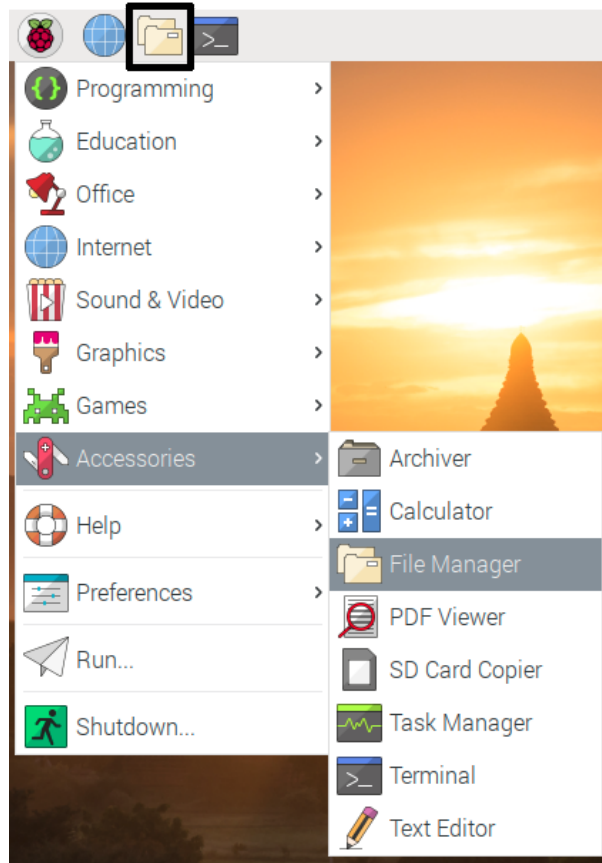 Programming
Education
Office
Internet
Sound & Video
Graphics
Games
Accessories
Help
Preferences
Run...
Shutdown...
Archiver
Calculator
File Manager
PDF Viewer
SD Card Copier
Task Manager
Terminal
Text Editor